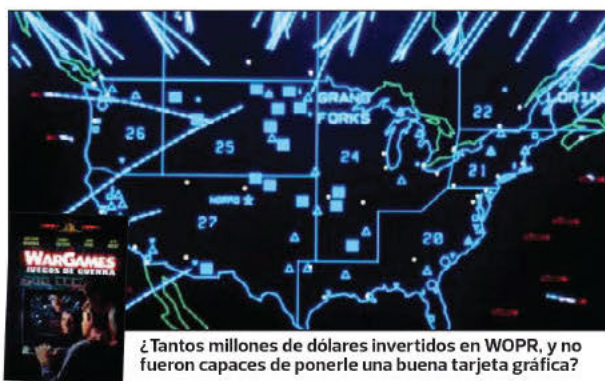 GRAND
FORKS
LORIN
22
26
25
24
21
NORAD
27
20
WARGAMES
JUEGOS DE GUERRA
¿Tantos millones de dólares invertidos en WOPR, y no
fueron capaces de ponerle una buena tarjeta gráfica?